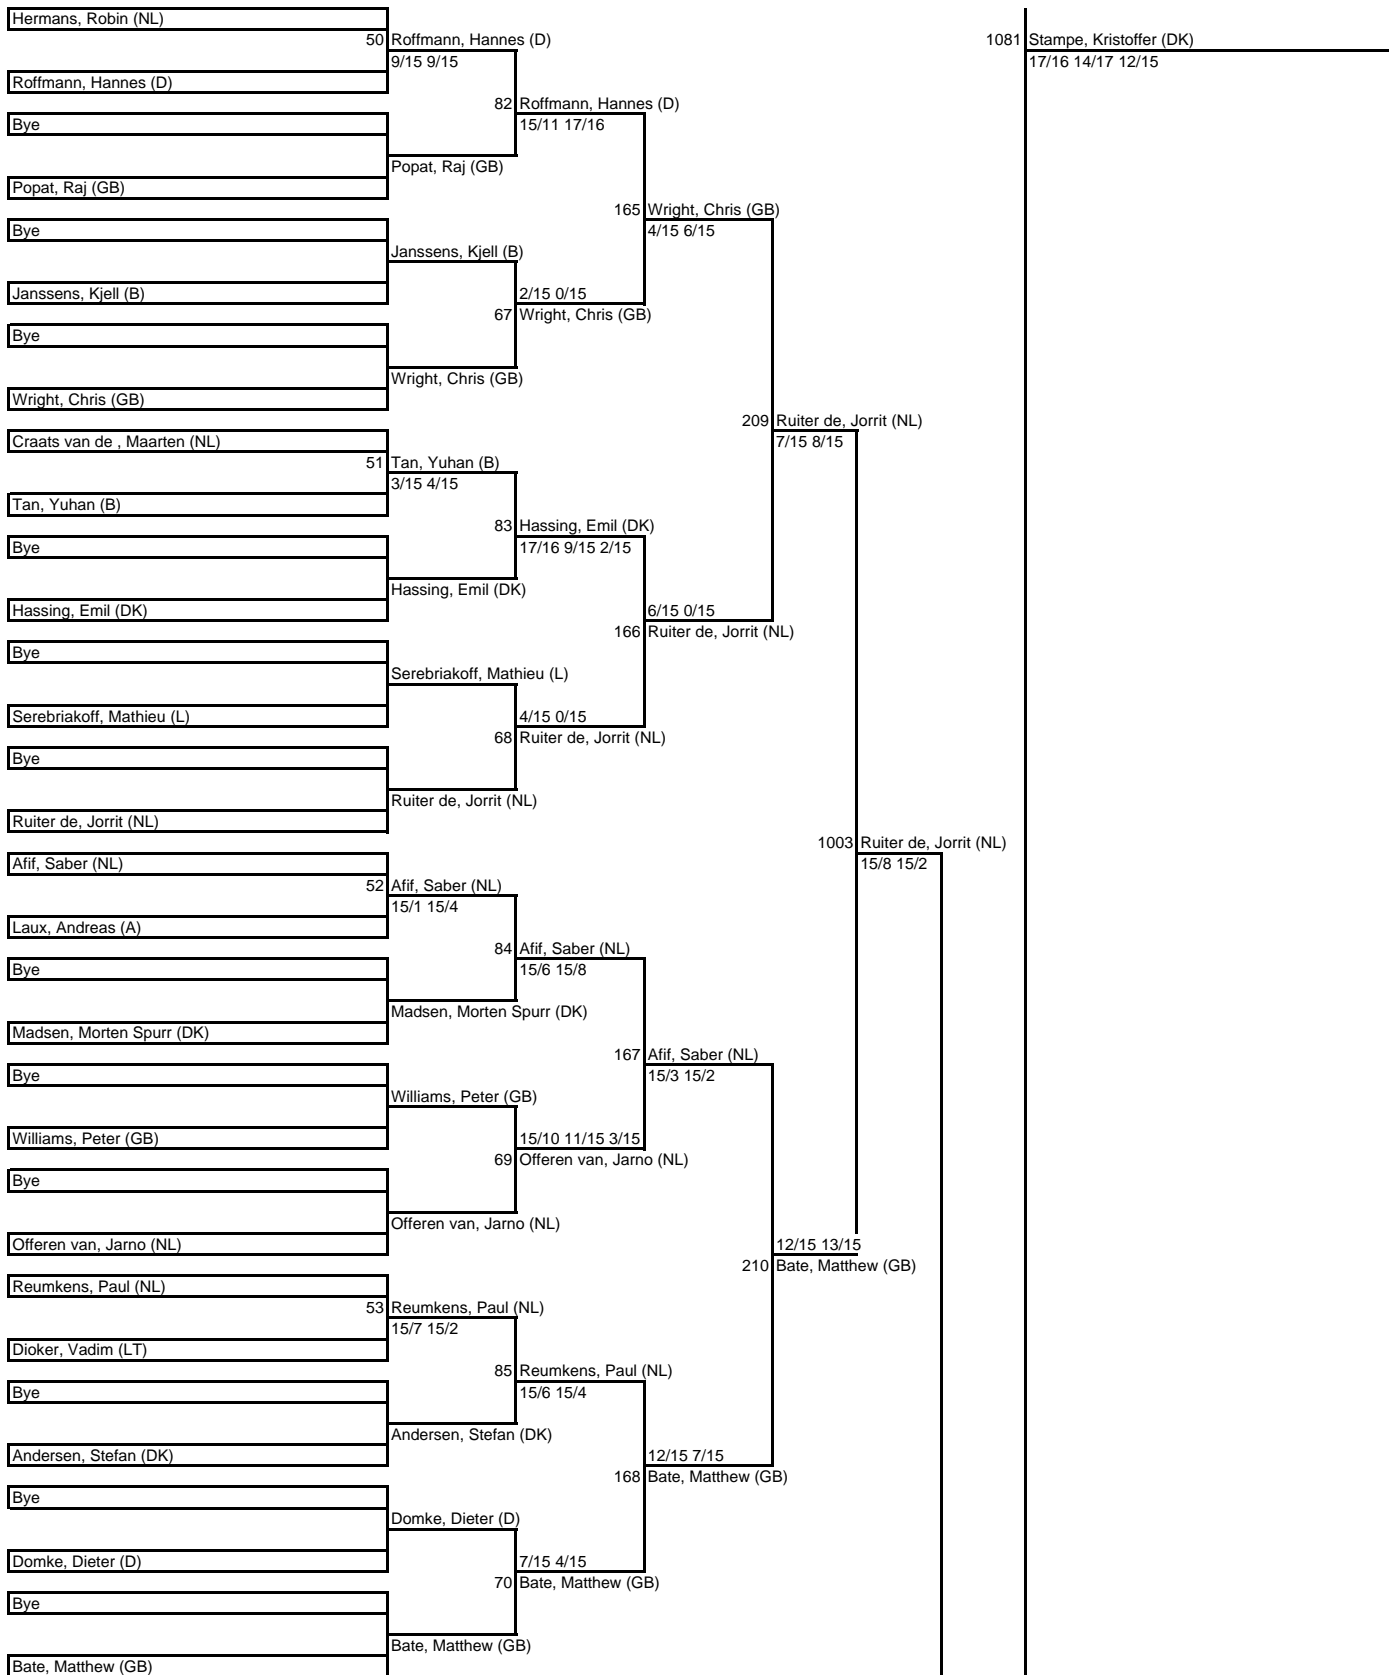 Hermans, Robin (NL)
50 Roffmann, Hannes (D)
1081 Stampe, Kristoffer (DK)
9/15 9/15
17/16 14/17 12/15
Roffmann, Hannes (D)
82 Roffmann, Hannes (D)
Bye
15/11 17/16
Popat, Raj (GB)
Popat, Raj (GB)
165 Wright, Chris (GB)
Bye
4/15 6/15
Janssens, Kjell (B)
Janssens, Kjell (B)
2/15 0/15
67 Wright, Chris (GB)
Bye
Wright, Chris (GB)
Wright, Chris (GB)
209 Ruiter de, Jorrit (NL)
Craats van de , Maarten (NL)
7/15 8/15
51 Tan, Yuhan (B)
3/15 4/15
Tan, Yuhan (B)
83 Hassing, Emil (DK)
Bye
17/16 9/15 2/15
Hassing, Emil (DK)
Hassing, Emil (DK)
6/15 0/15
166 Ruiter de, Jorrit (NL)
Bye
Serebriakoff, Mathieu (L)
Serebriakoff, Mathieu (L)
4/15 0/15
68 Ruiter de, Jorrit (NL)
Bye
Ruiter de, Jorrit (NL)
Ruiter de, Jorrit (NL)
1003 Ruiter de, Jorrit (NL)
Afif, Saber (NL)
15/8 15/2
52 Afif, Saber (NL)
15/1 15/4
Laux, Andreas (A)
84 Afif, Saber (NL)
Bye
15/6 15/8
Madsen, Morten Spurr (DK)
Madsen, Morten Spurr (DK)
167 Afif, Saber (NL)
Bye
15/3 15/2
Williams, Peter (GB)
Williams, Peter (GB)
15/10 11/15 3/15
69 Offeren van, Jarno (NL)
Bye
Offeren van, Jarno (NL)
Offeren van, Jarno (NL)
12/15 13/15
210 Bate, Matthew (GB)
Reumkens, Paul (NL)
53 Reumkens, Paul (NL)
15/7 15/2
Dioker, Vadim (LT)
85 Reumkens, Paul (NL)
Bye
15/6 15/4
Andersen, Stefan (DK)
Andersen, Stefan (DK)
12/15 7/15
168 Bate, Matthew (GB)
Bye
Domke, Dieter (D)
Domke, Dieter (D)
7/15 4/15
70 Bate, Matthew (GB)
Bye
Bate, Matthew (GB)
Bate, Matthew (GB)